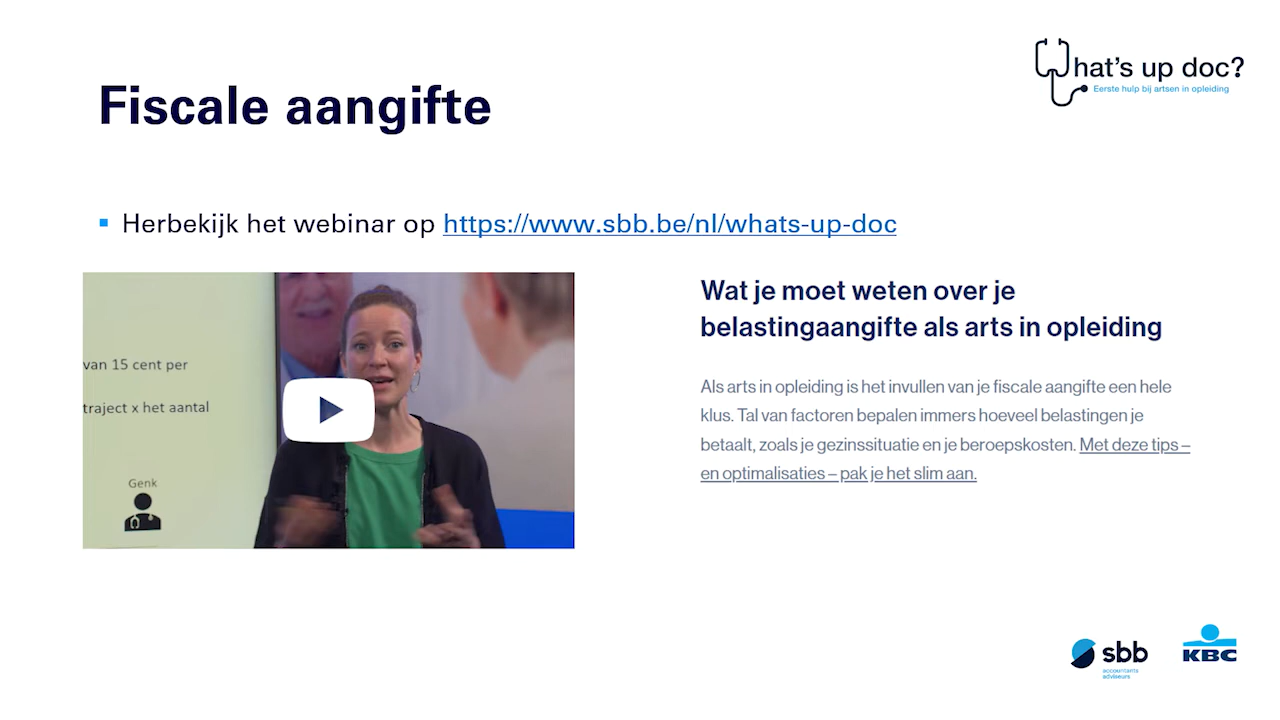 hat's up doc?
Eerste hulp bij artsen in opleiding
Fiscale aangifte
Herbekijk het webinar op https://www.sbb.be/nl/whats-up-doc
van 15 cent per
traject x het aantal
Genk
Wat je moet weten over je
belastingaangifte als arts in opleiding
Als arts in opleiding is het invullen van je fiscale aangifte een hele
klus. Tal van factoren bepalen immers hoeveel belastingen je
betaalt, zoals je gezinssituatie en je beroepskosten. Met deze tips –
en optimalisaties – pak je het slim aan.
sbb
accountants
adviseurs
KBC